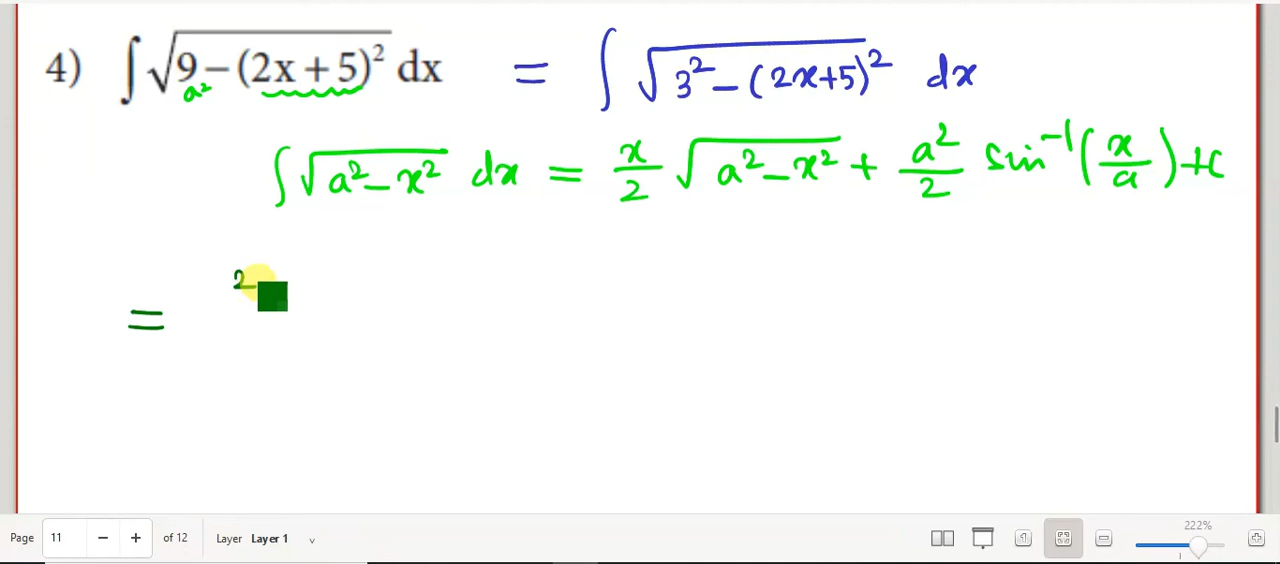 4) ∫√9 – (2x + 5)² dx = ∫√3² – (2x+5)² dx
a²
∫√a² – x² dx = x/2 √a² – x² + a²/2 sin⁻¹(x/a) + c
= 2
Page 11 – + of 12 Layer Layer 1 222%